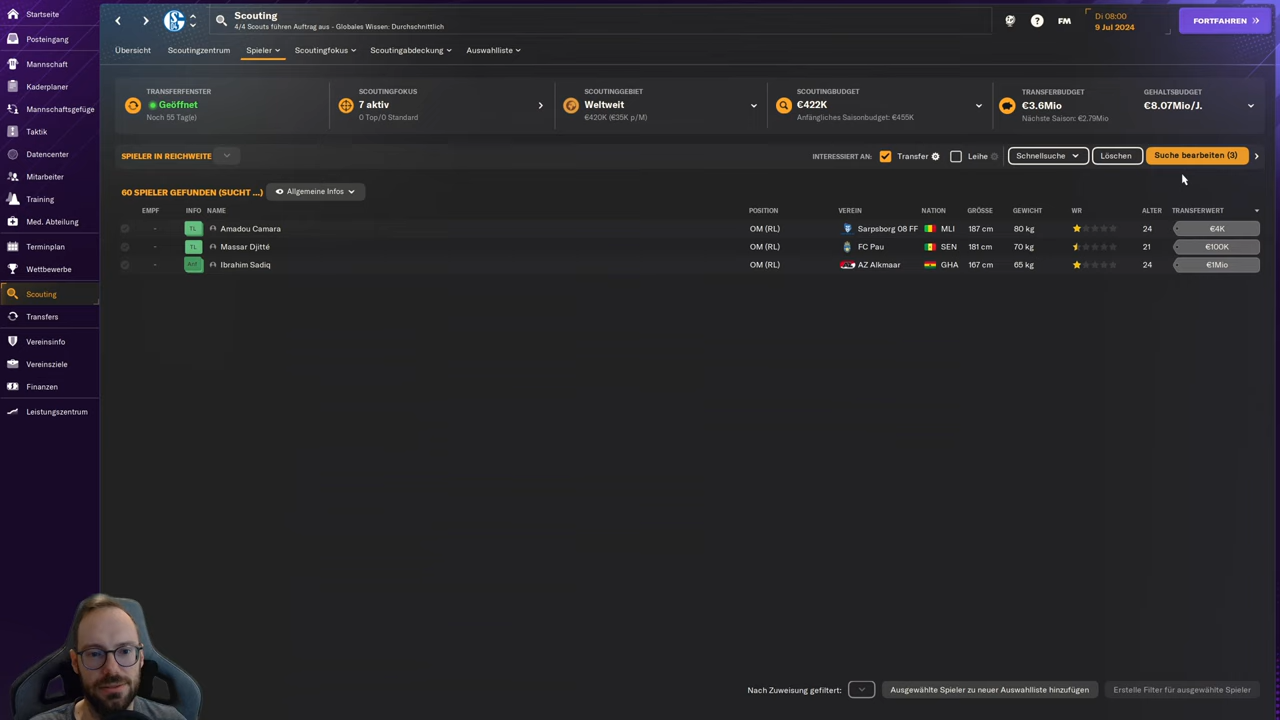 Startseite
Posteingang
Mannschaft
Kaderplaner
Mannschaftsgefüge
Taktik
Datencenter
Mitarbeiter
Training
Med. Abteilung
Terminplan
Wettbewerbe
Scouting
Transfers
Vereinsinfo
Vereinsziele
Finanzen
Leistungszentrum
Scouting
4/4 Scouts führen Auftrag aus - Globales Wissen: Durchschnittlich
FM
Di 08:00
9 Jul 2024
FORTFAHREN
Übersicht Scoutingzentrum Spieler Scoutingfokus Scoutingabdeckung Auswahlliste
TRANSFERFENSTER
Geöffnet
Noch 55 Tag(e)
SCOUTINGFOKUS
7 aktiv
0 Top/0 Standard
SCOUTINGGEBIET
Weltweit
€420K (€35K p/M)
SCOUTINGBUDGET
€422K
Anfängliches Saisonbudget: €455K
TRANSFERBUDGET
€3.6Mio
Nächste Saison: €2.79Mio
GEHALTSBUDGET
€8.07Mio/J.
SPIELER IN REICHWEITE
INTERESSIERT AN: Transfer Leihe Schnellsuche Löschen Suche bearbeiten (3)
60 SPIELER GEFUNDEN (SUCHT ...) Allgemeine Infos
EMPF INFO NAME POSITION VEREIN NATION GRÖSSE GEWICHT WR ALTER TRANSFERWERT
- TL Amadou Camara OM (RL) Sarpsborg 08 FF MLI 187 cm 80 kg 24 €4K
- TL Massar Djitté OM (RL) FC Pau SEN 181 cm 70 kg 21 €100K
- Ibrahim Sadiq OM (RL) AZ Alkmaar GHA 167 cm 65 kg 24 €1Mio
Nach Zuweisung gefiltert: Ausgewählte Spieler zu neuer Auswahlliste hinzufügen Erstelle Filter für ausgewählte Spieler